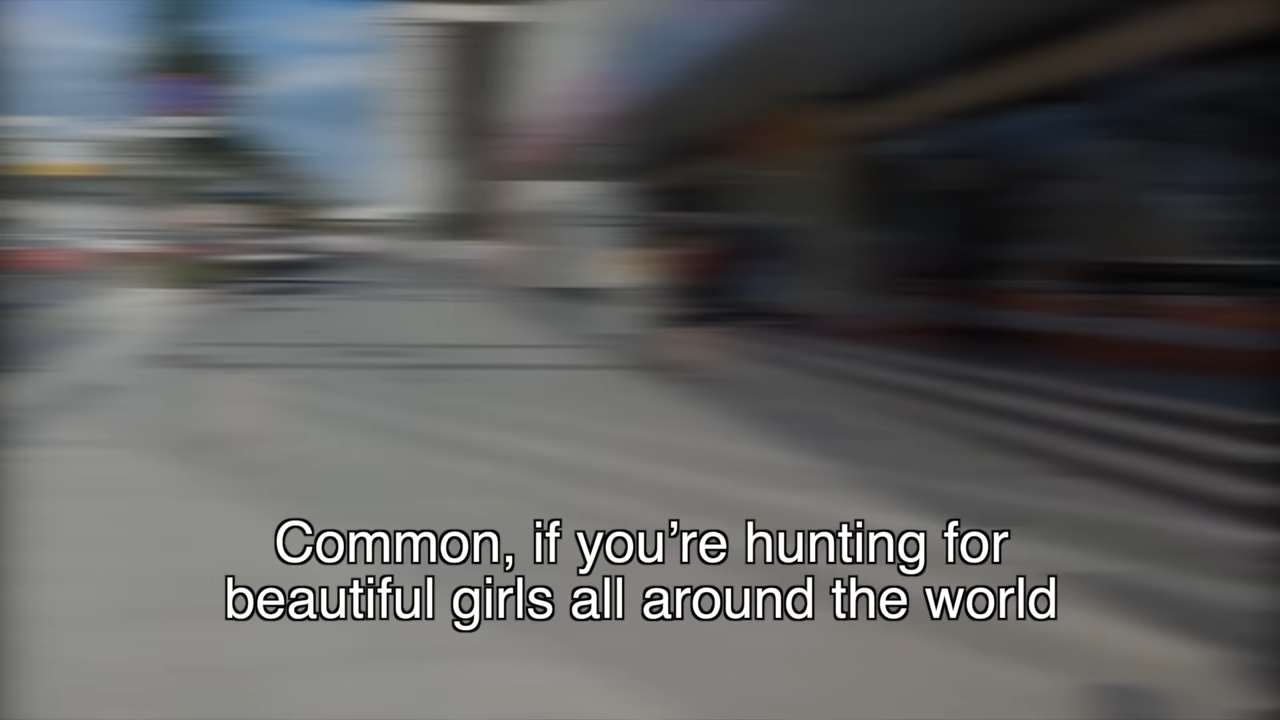 Common, if you’re hunting for
beautiful girls all around the world